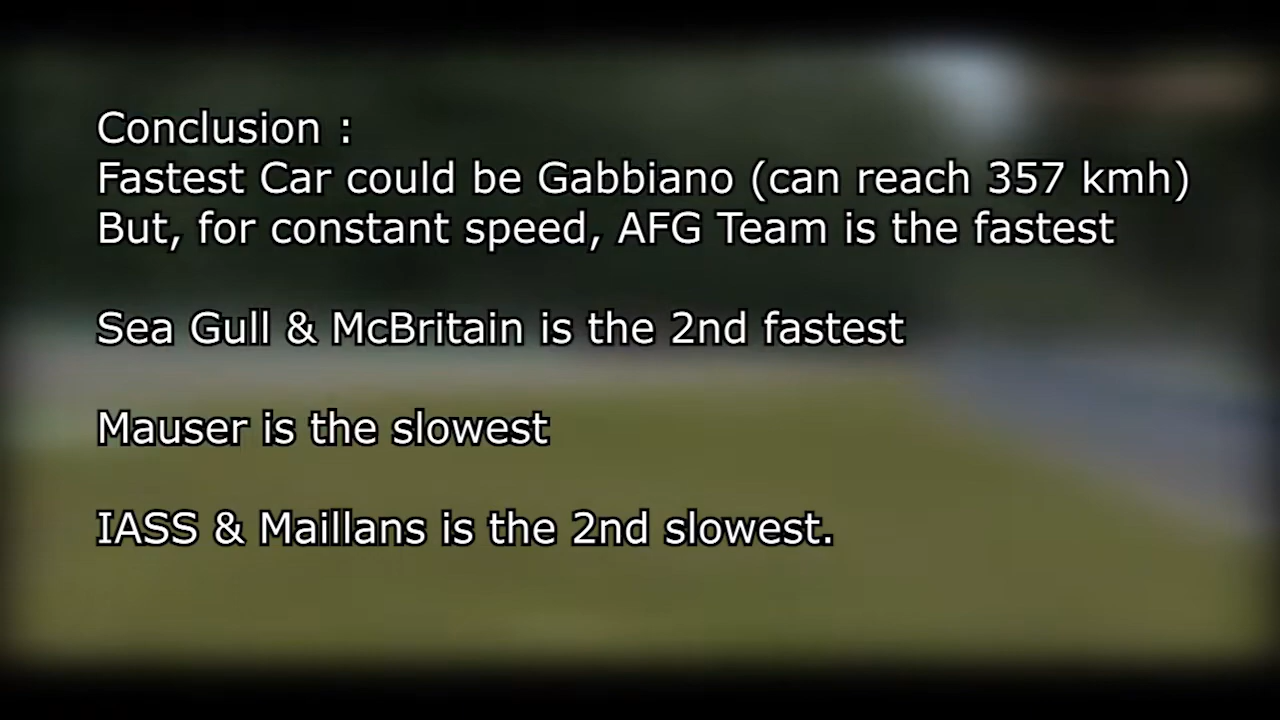 Conclusion :
Fastest Car could be Gabbiano (can reach 357 kmh)
But, for constant speed, AFG Team is the fastest
Sea Gull & McBritain is the 2nd fastest
Mauser is the slowest
IASS & Maillans is the 2nd slowest.